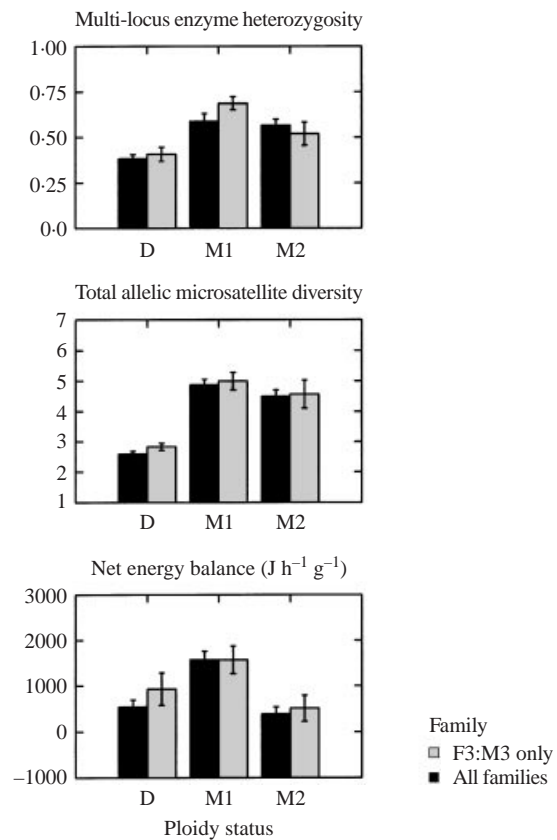 Multi-locus enzyme heterozygosity
1·00
0·75
0·50
0·25
0·0
D M1 M2
Total allelic microsatellite diversity
7
6
5
4
3
2
1
D M1 M2
Net energy balance (J h⁻¹ g⁻¹)
3000
2000
1000
0
–1000
D M1 M2
Ploidy status
Family
F3:M3 only
All families